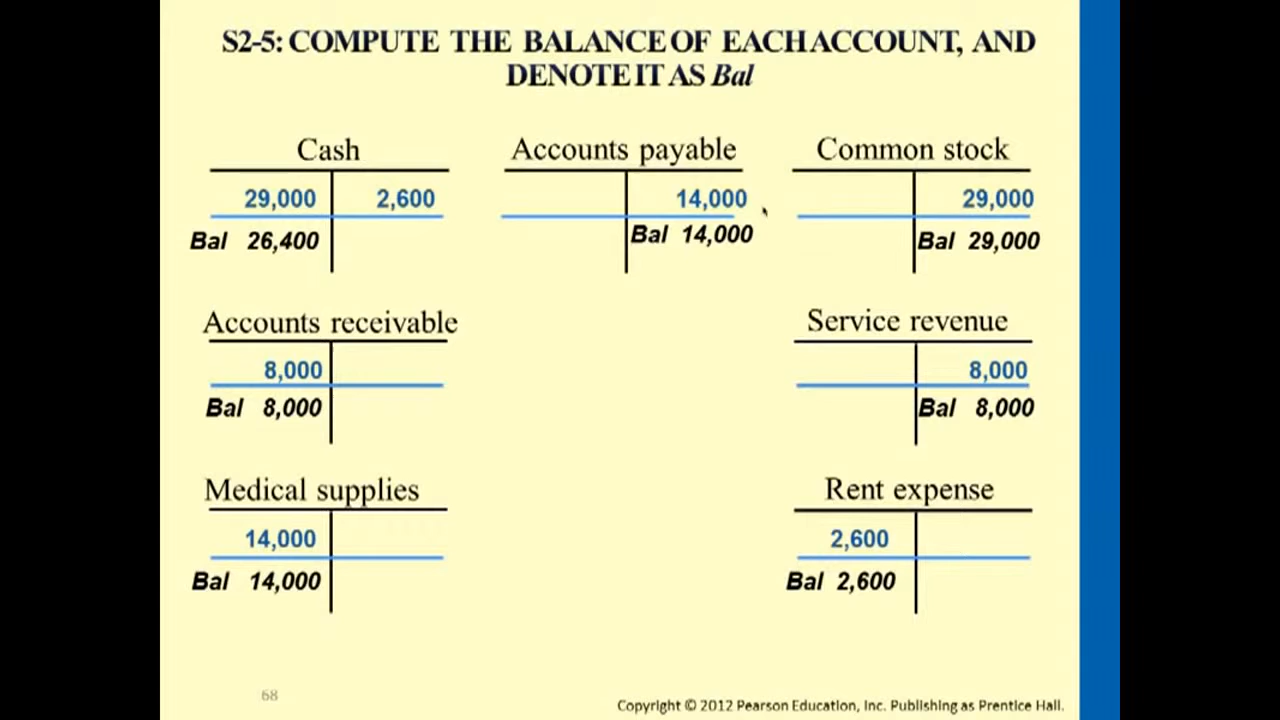 S2-5: COMPUTE THE BALANCE OF EACH ACCOUNT, AND
DENOTE IT AS Bal
Cash
29,000 2,600
Bal 26,400
Accounts payable
14,000
Bal 14,000
Common stock
29,000
Bal 29,000
Accounts receivable
8,000
Bal 8,000
Service revenue
8,000
Bal 8,000
Medical supplies
14,000
Bal 14,000
Rent expense
2,600
Bal 2,600
68
Copyright © 2012 Pearson Education, Inc. Publishing as Prentice Hall.